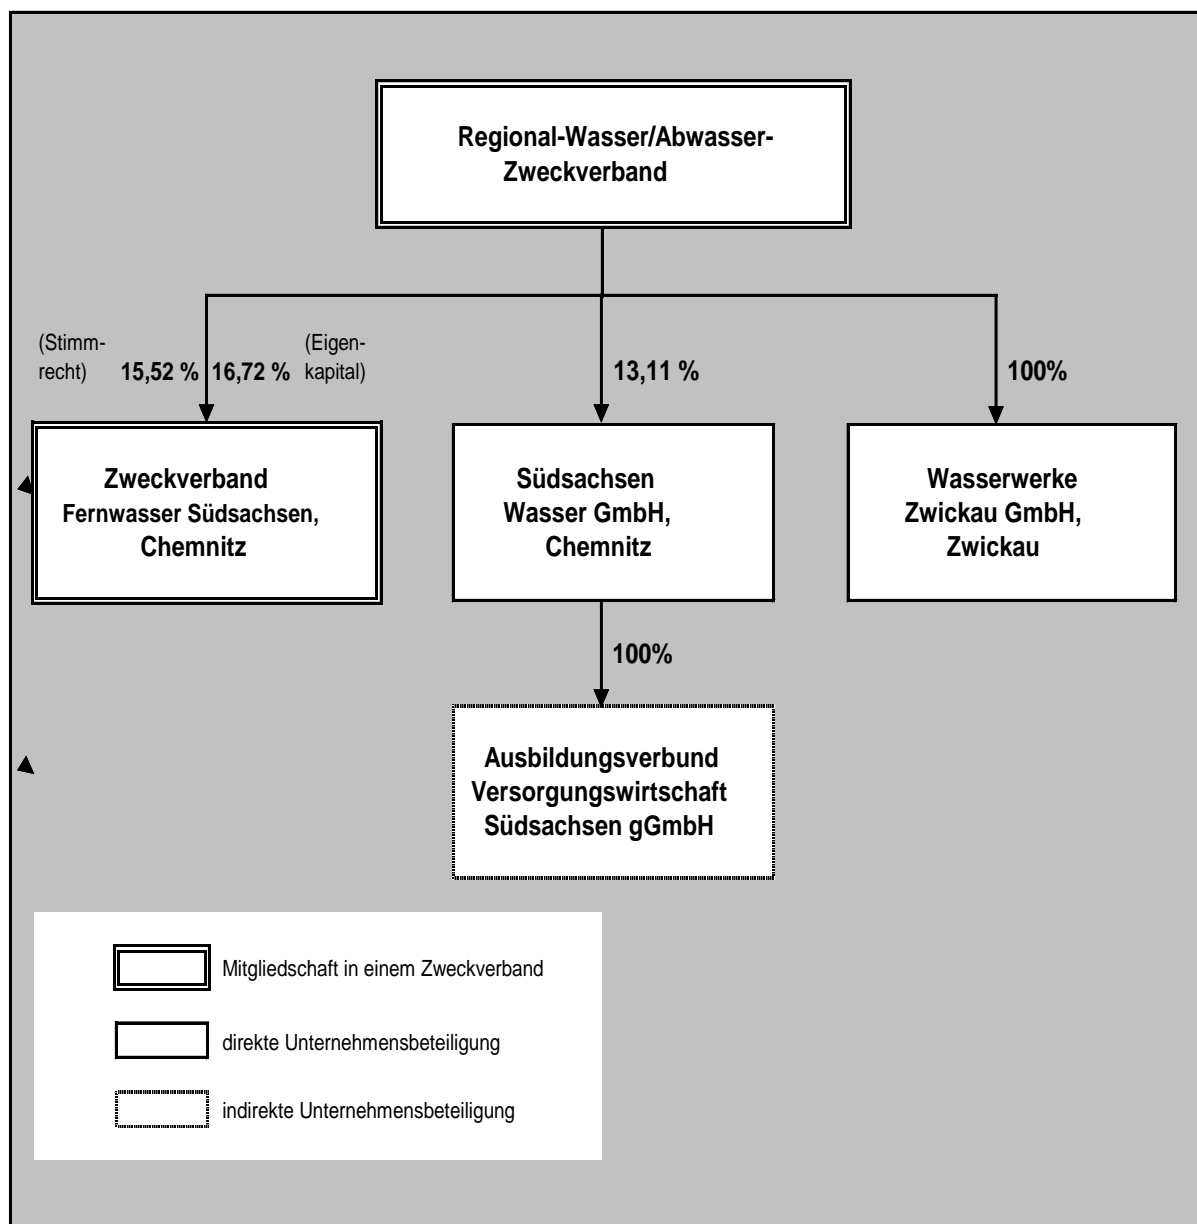 Regional-Wasser/Abwasser-
Zweckverband
(Stimm-
recht)
15,52 %
16,72 %
(Eigen-
kapital)
13,11 %
100%
Zweckverband
Fernwasser Südsachsen,
Chemnitz
Südsachsen
Wasser GmbH,
Chemnitz
Wasserwerke
Zwickau GmbH,
Zwickau
100%
Ausbildungsverbund
Versorgungswirtschaft
Südsachsen gGmbH
Mitgliedschaft in einem Zweckverband
direkte Unternehmensbeteiligung
indirekte Unternehmensbeteiligung